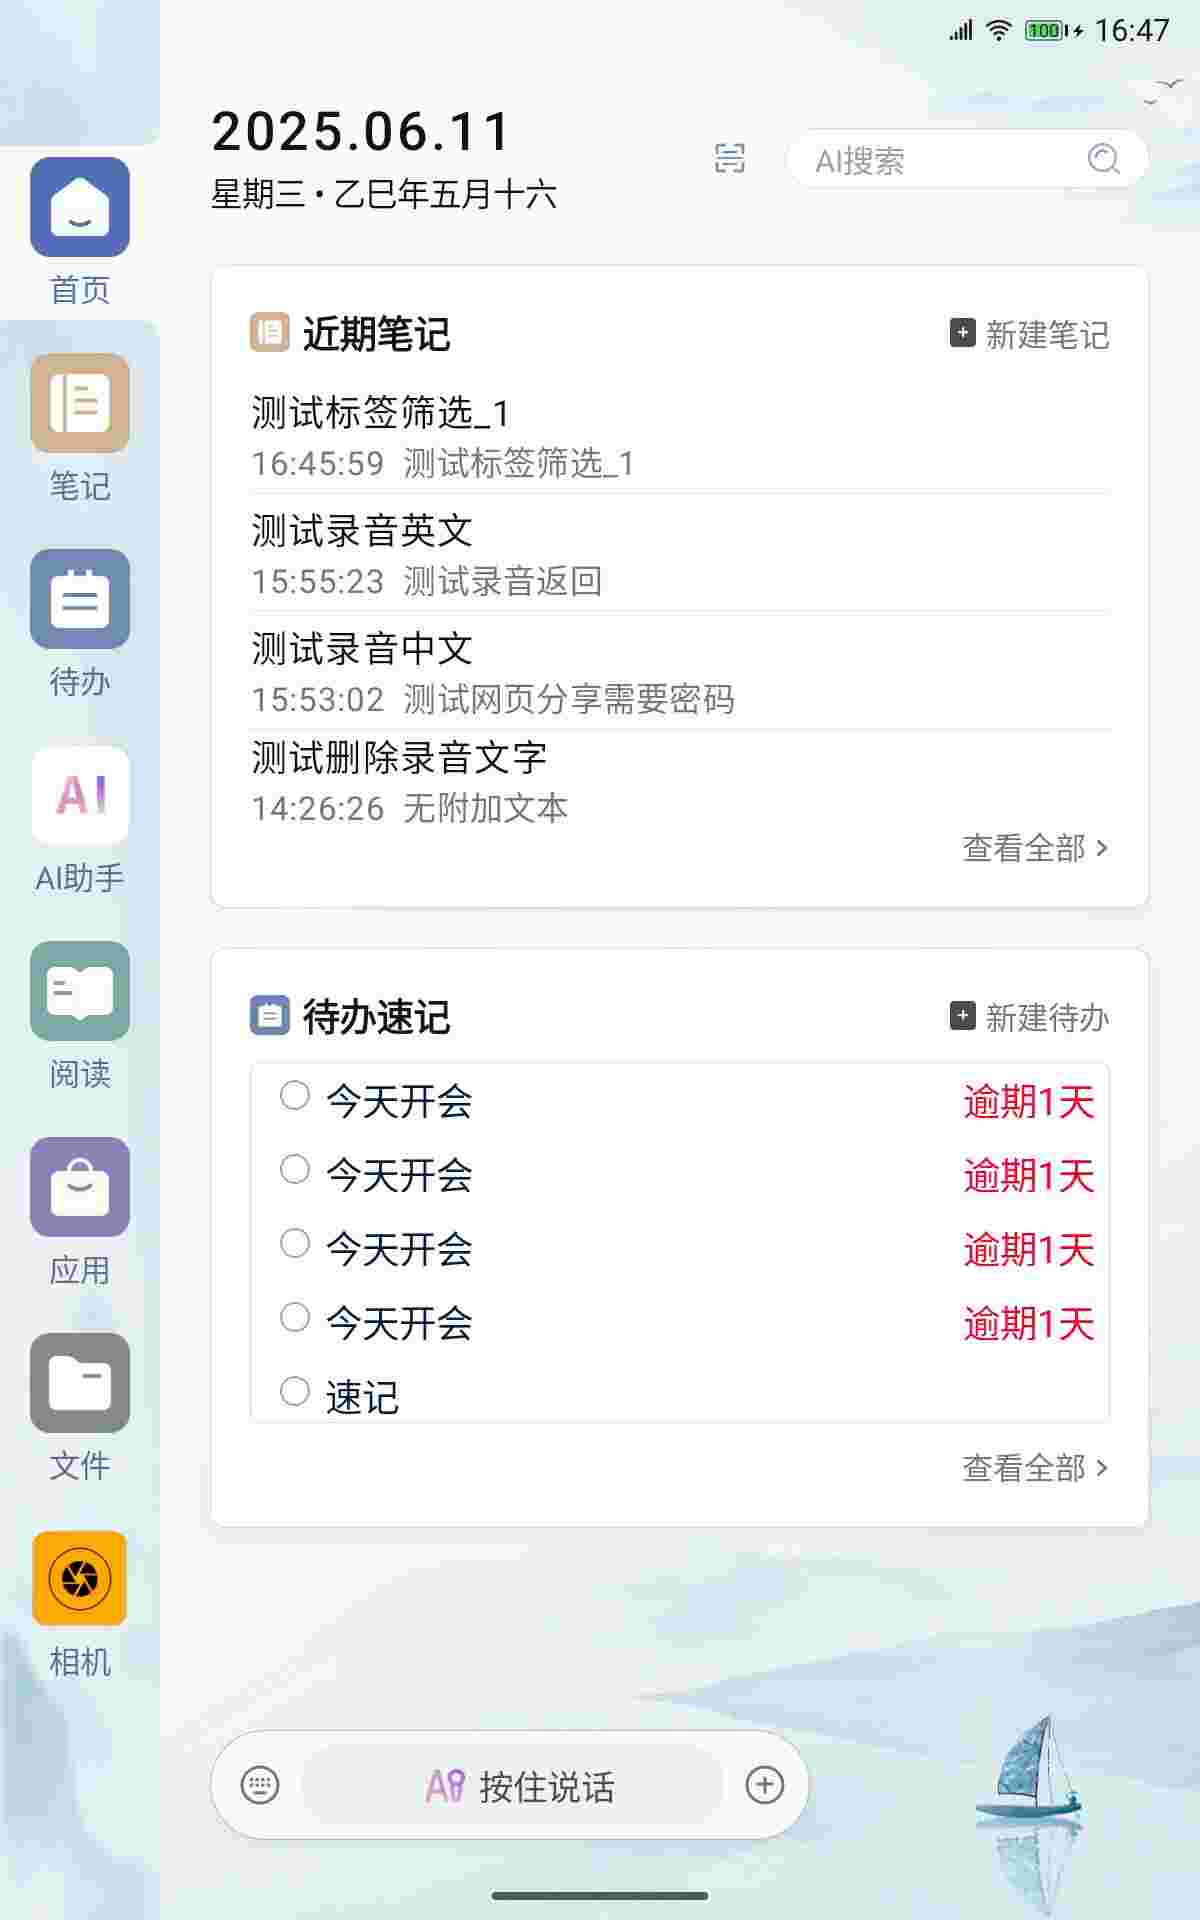 100 16:47
2025.06.11
星期三·乙巳年五月十六
AI搜索
首页
笔记
待办
AI
AI助手
阅读
应用
文件
相机
近期笔记
新建笔记
测试标签筛选_1
16:45:59 测试标签筛选_1
测试录音英文
15:55:23 测试录音返回
测试录音中文
15:53:02 测试网页分享需要密码
测试删除录音文字
14:26:26 无附加文本
查看全部
待办速记
新建待办
今天开会 逾期1天
今天开会 逾期1天
今天开会 逾期1天
今天开会 逾期1天
速记
查看全部
AI 按住说话